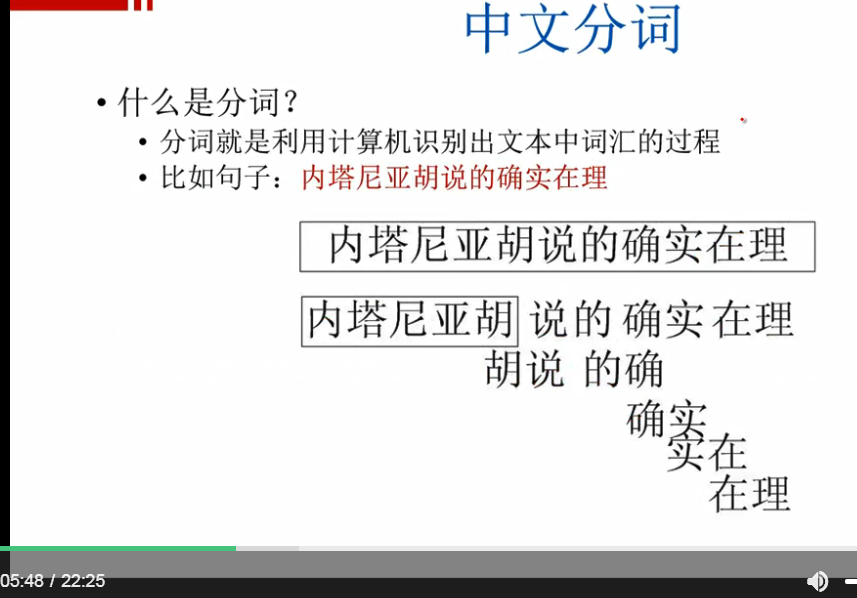 中文分词
• 什么是分词？
• 分词就是利用计算机识别出文本中词汇的过程
• 比如句子：内塔尼亚胡说的确实在理
内塔尼亚胡说的确实在理
内塔尼亚胡 说的 确实 在理
胡说 的确
确实
实在
在理
05:48 / 22:25